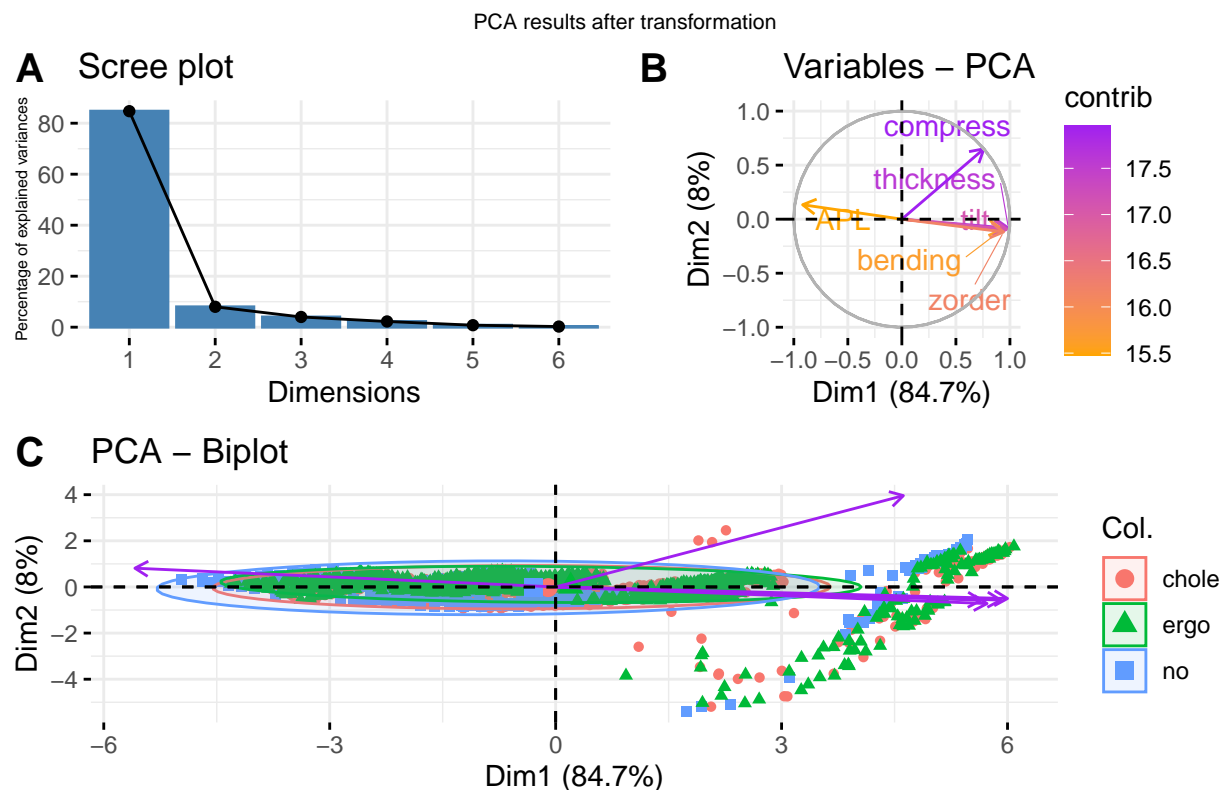 PCA results after transformation
A Scree plot
Percentage of explained variances
80
60
40
20
0
1 2 3 4 5 6
Dimensions
B Variables – PCA
Dim2 (8%)
1.0
0.5
0.0
−0.5
−1.0
compress
thickness
APL
tilt
bending
zorder
−1.0 −0.5 0.0 0.5 1.0
Dim1 (84.7%)
contrib
17.5
17.0
16.5
16.0
15.5
C PCA – Biplot
Dim2 (8%)
4
2
0
−2
−4
−6 −3 0 3 6
Dim1 (84.7%)
Col.
chole
ergo
no